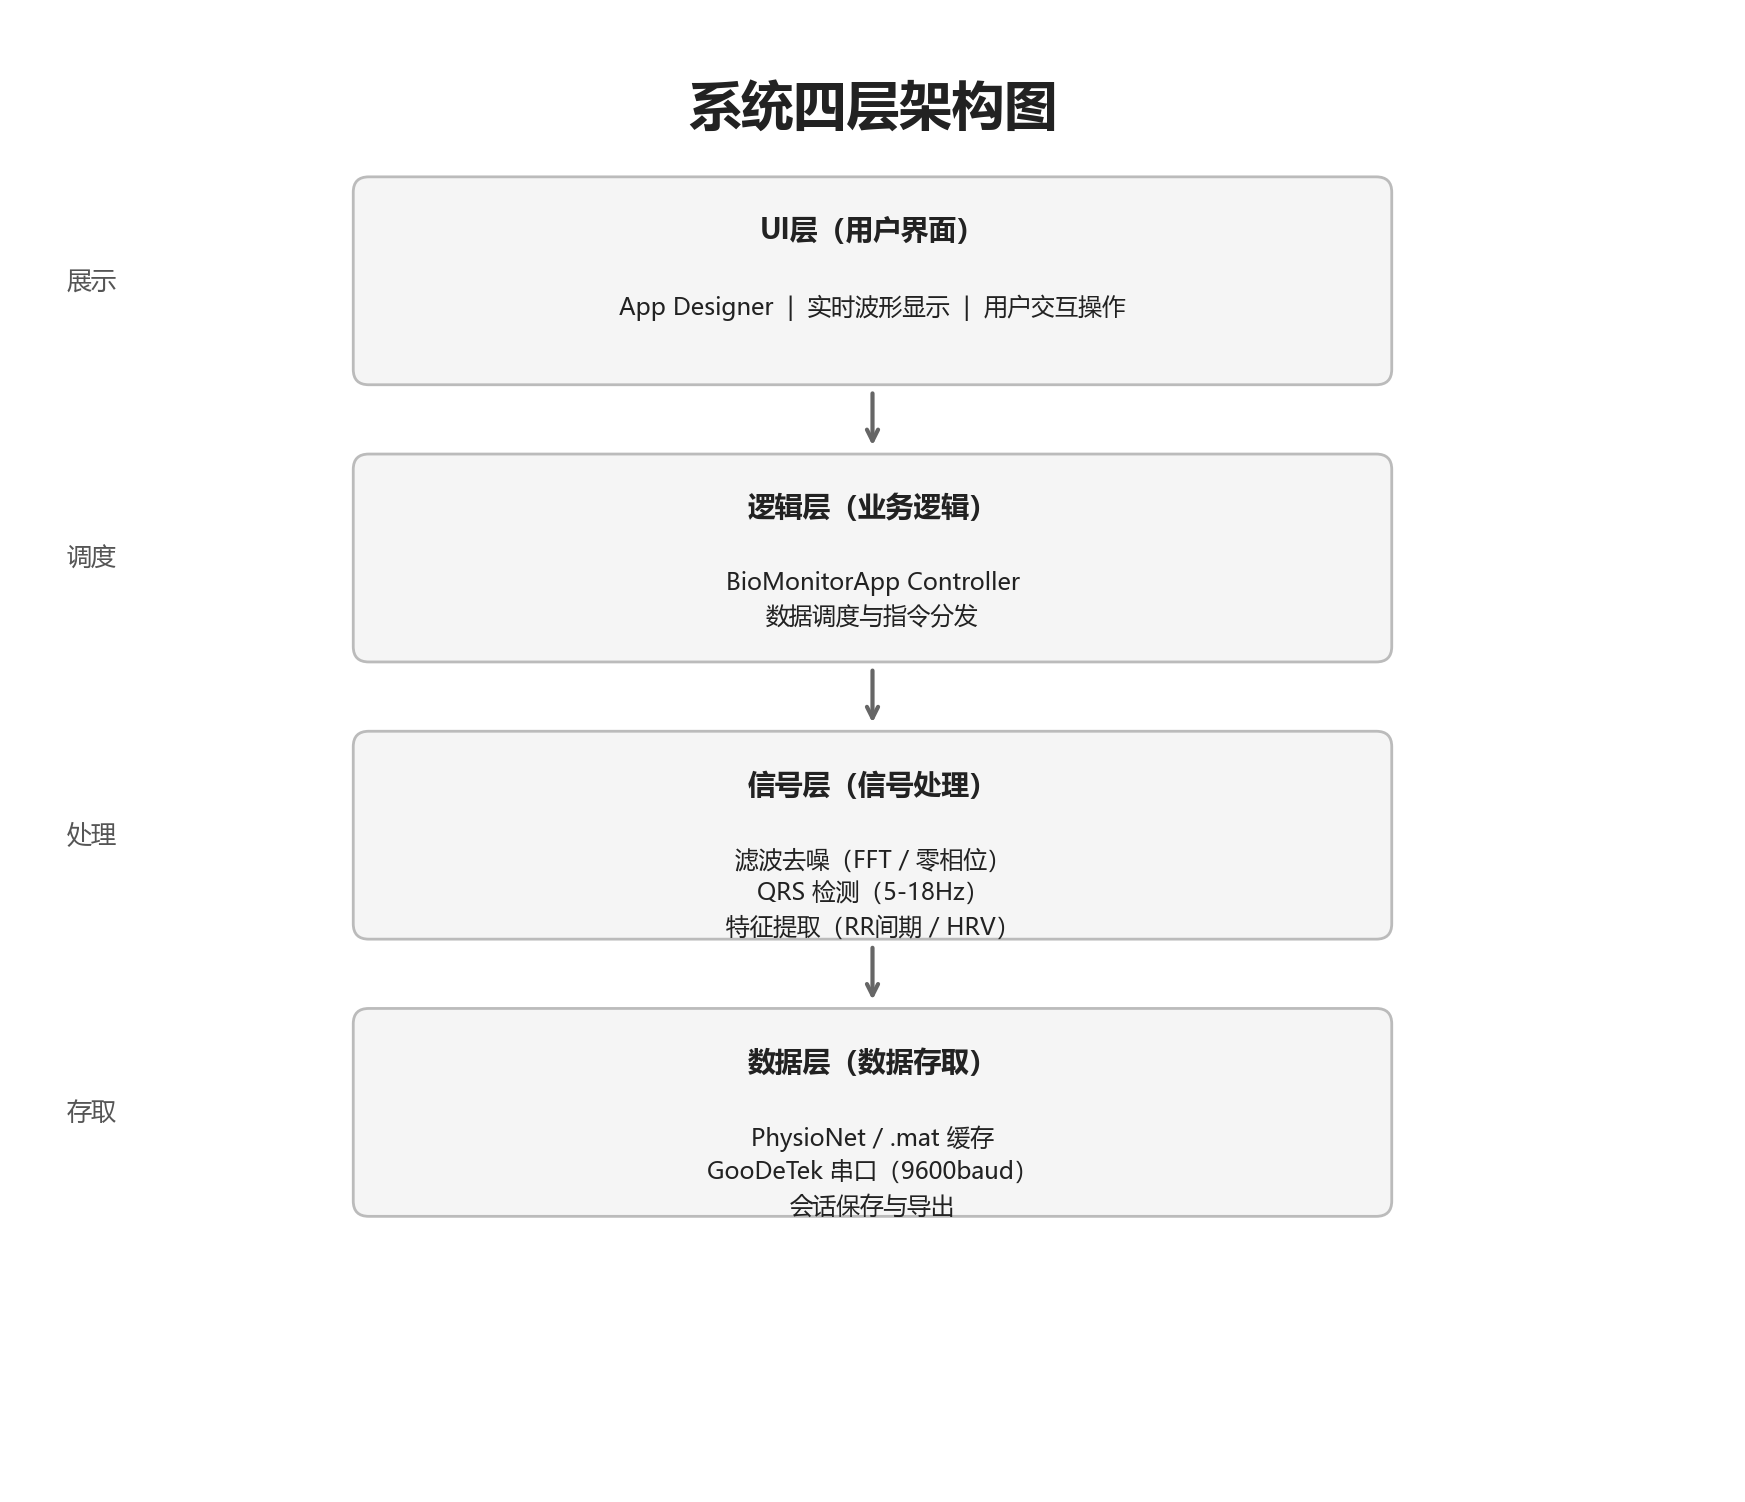 系统四层架构图
UI层（用户界面）
展示
App Designer | 实时波形显示 | 用户交互操作
逻辑层（业务逻辑）
调度
BioMonitorApp Controller
数据调度与指令分发
信号层（信号处理）
处理
滤波去噪（FFT / 零相位）
QRS 检测（5-18Hz）
特征提取（RR间期 / HRV）
数据层（数据存取）
存取
PhysioNet / .mat 缓存
GooDeTek 串口（9600baud）
会话保存与导出